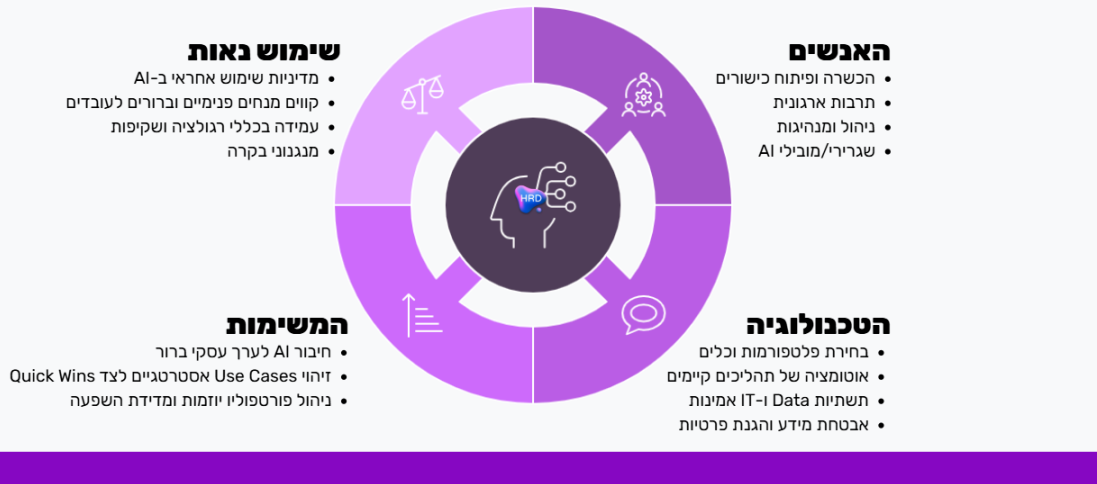 האנשים
הכשרה ופיתוח כישורים
תרבות ארגונית
ניהול ומנהיגות
שגרירי/מובילי AI
שימוש נאות
מדיניות שימוש אחראי ב-AI
קווים מנחים פנימיים וברורים לעובדים
עמידה בכללי רגולציה ושקיפות
מנגנוני בקרה
HRD
הטכנולוגיה
בחירת פלטפורמות וכלים
אוטומציה של תהליכים קיימים
תשתיות Data ו-IT אמינות
אבטחת מידע והגנת פרטיות
המשימות
חיבור AI לערך עסקי ברור
זיהוי Use Cases אסטרטגיים לצד Quick Wins
ניהול פורטפוליו יוזמות ומדידת השפעה